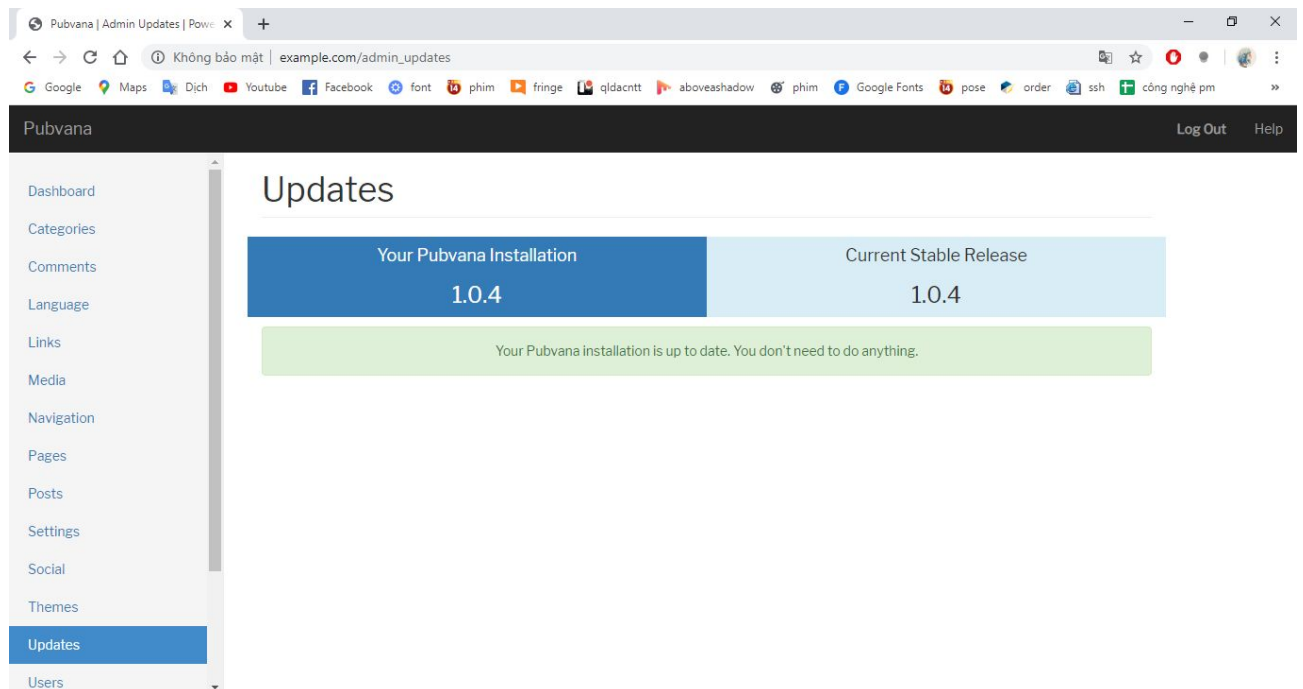 Pubvana | Admin Updates | Powe
Không bảo mật | example.com/admin_updates
Google Maps Dịch Youtube Facebook font phim fringe qldacntt aboveashadow phim Google Fonts pose order ssh công nghệ pm »
Pubvana Log Out Help
Dashboard
Categories
Comments
Language
Links
Media
Navigation
Pages
Posts
Settings
Social
Themes
Updates
Users
Updates
Your Pubvana Installation
1.0.4
Current Stable Release
1.0.4
Your Pubvana installation is up to date. You don't need to do anything.